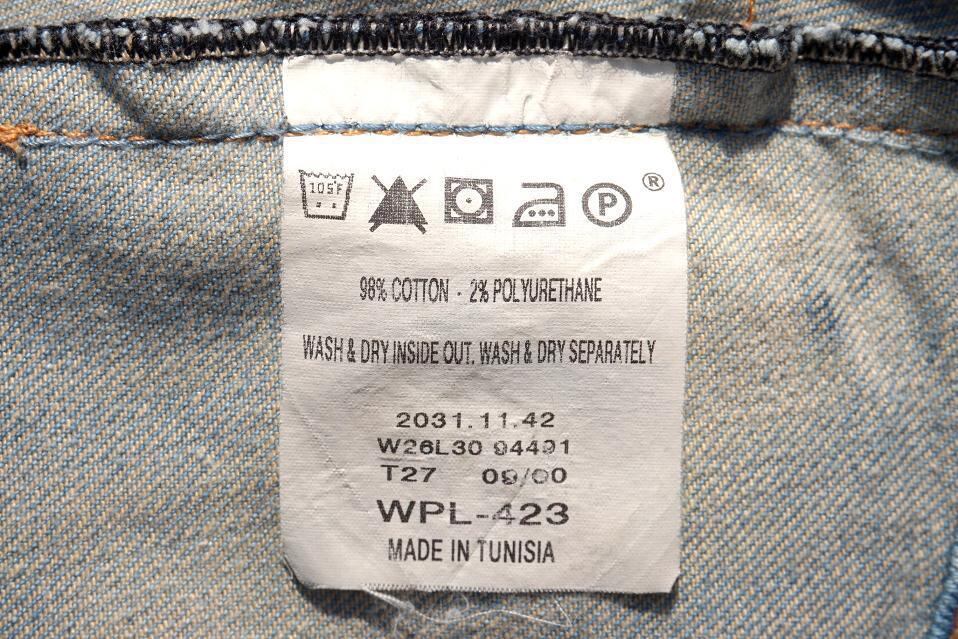 105°F
P ®
98% COTTON - 2% POLYURETHANE
WASH & DRY INSIDE OUT. WASH & DRY SEPARATELY
2031.11.42
W26L30 94491
T27 09/00
WPL-423
MADE IN TUNISIA